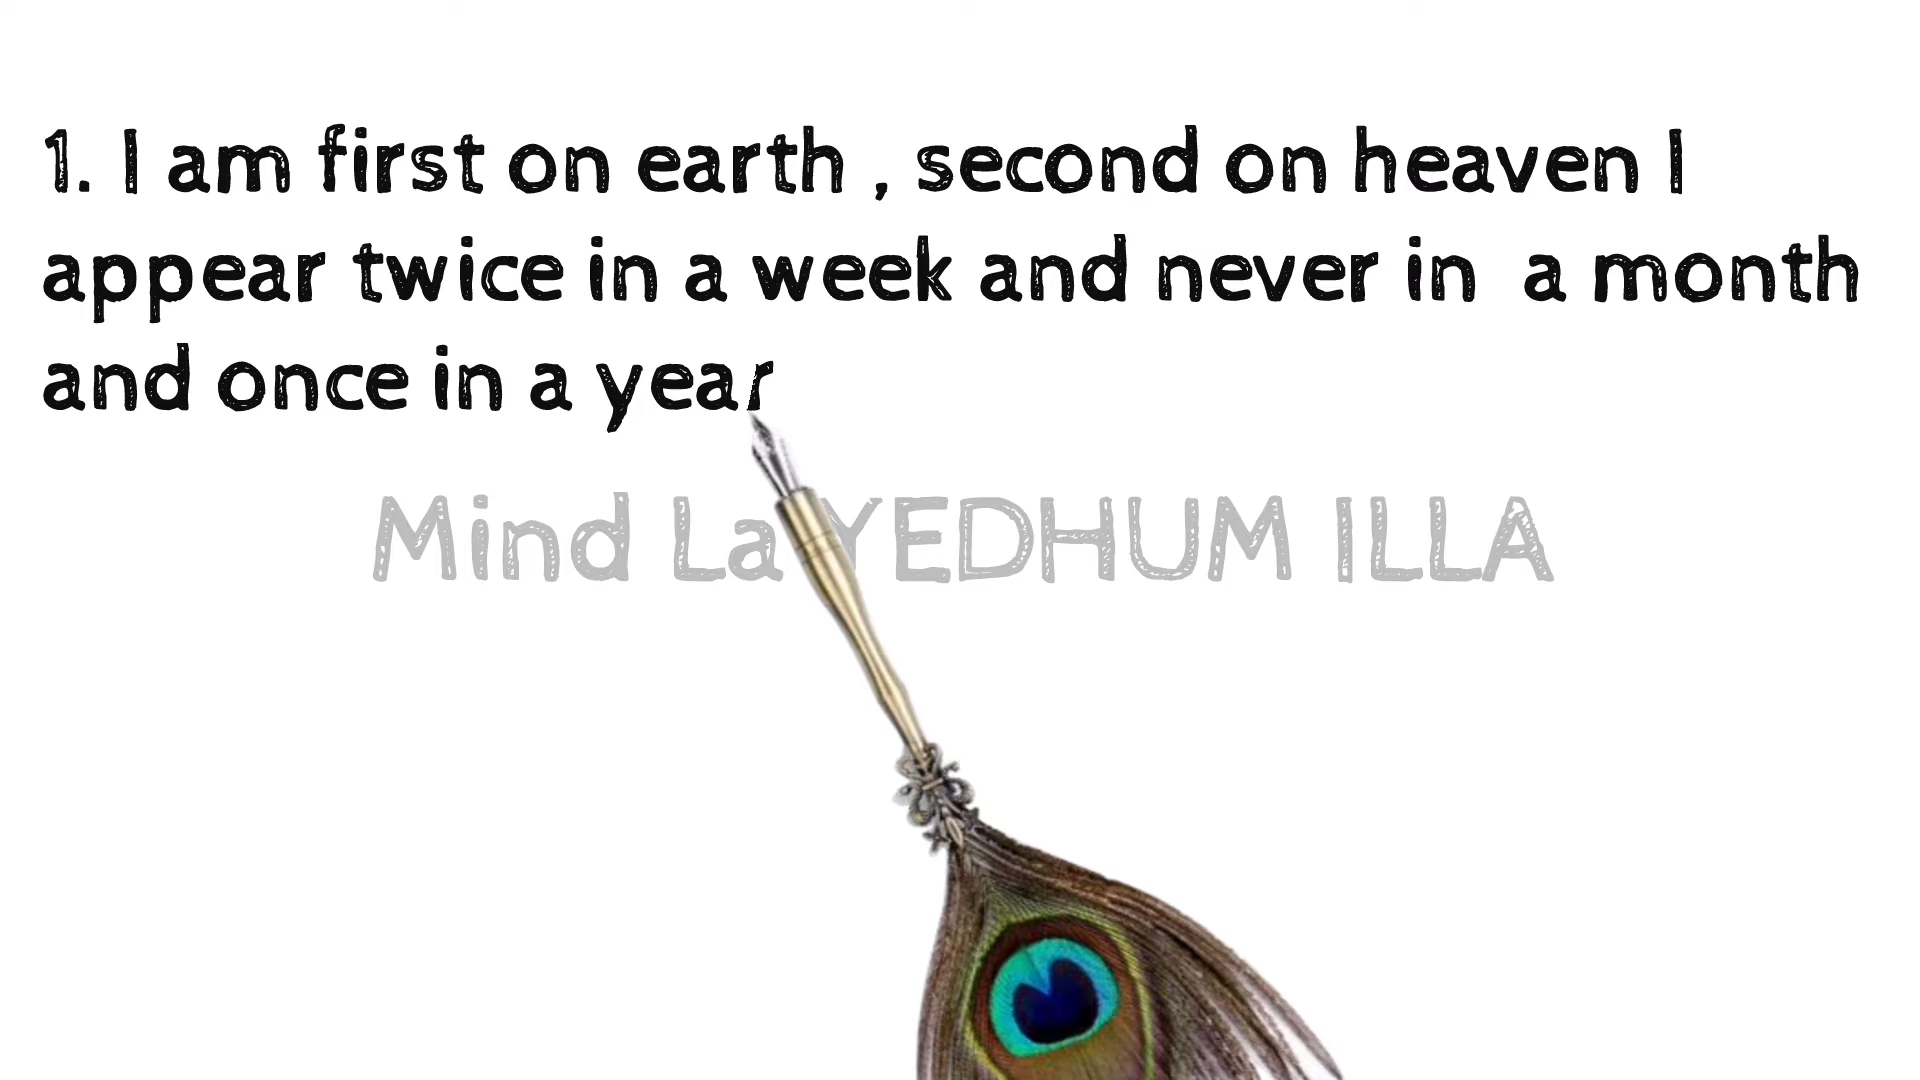 1. I am first on earth , second on heaven I
appear twice in a week and never in a month
and once in a year
Mind La YEDHUM ILLA